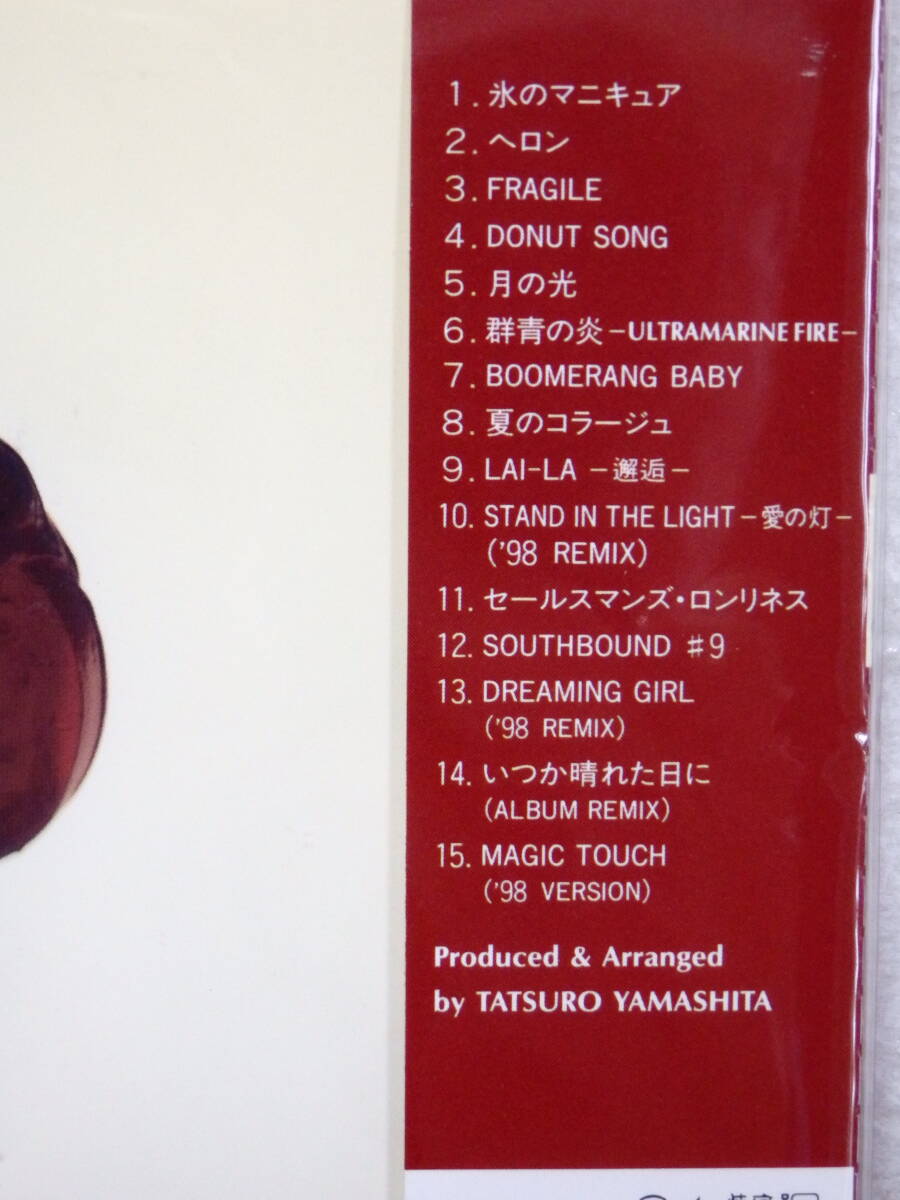 1. 氷のマニキュア
2. ヘロン
3. FRAGILE
4. DONUT SONG
5. 月の光
6. 群青の炎 –ULTRAMARINE FIRE–
7. BOOMERANG BABY
8. 夏のコラージュ
9. LAI-LA –邂逅–
10. STAND IN THE LIGHT –愛の灯–
('98 REMIX)
11. セールスマンズ・ロンリネス
12. SOUTHBOUND #9
13. DREAMING GIRL
('98 REMIX)
14. いつか晴れた日に
(ALBUM REMIX)
15. MAGIC TOUCH
('98 VERSION)
Produced & Arranged
by TATSURO YAMASHITA